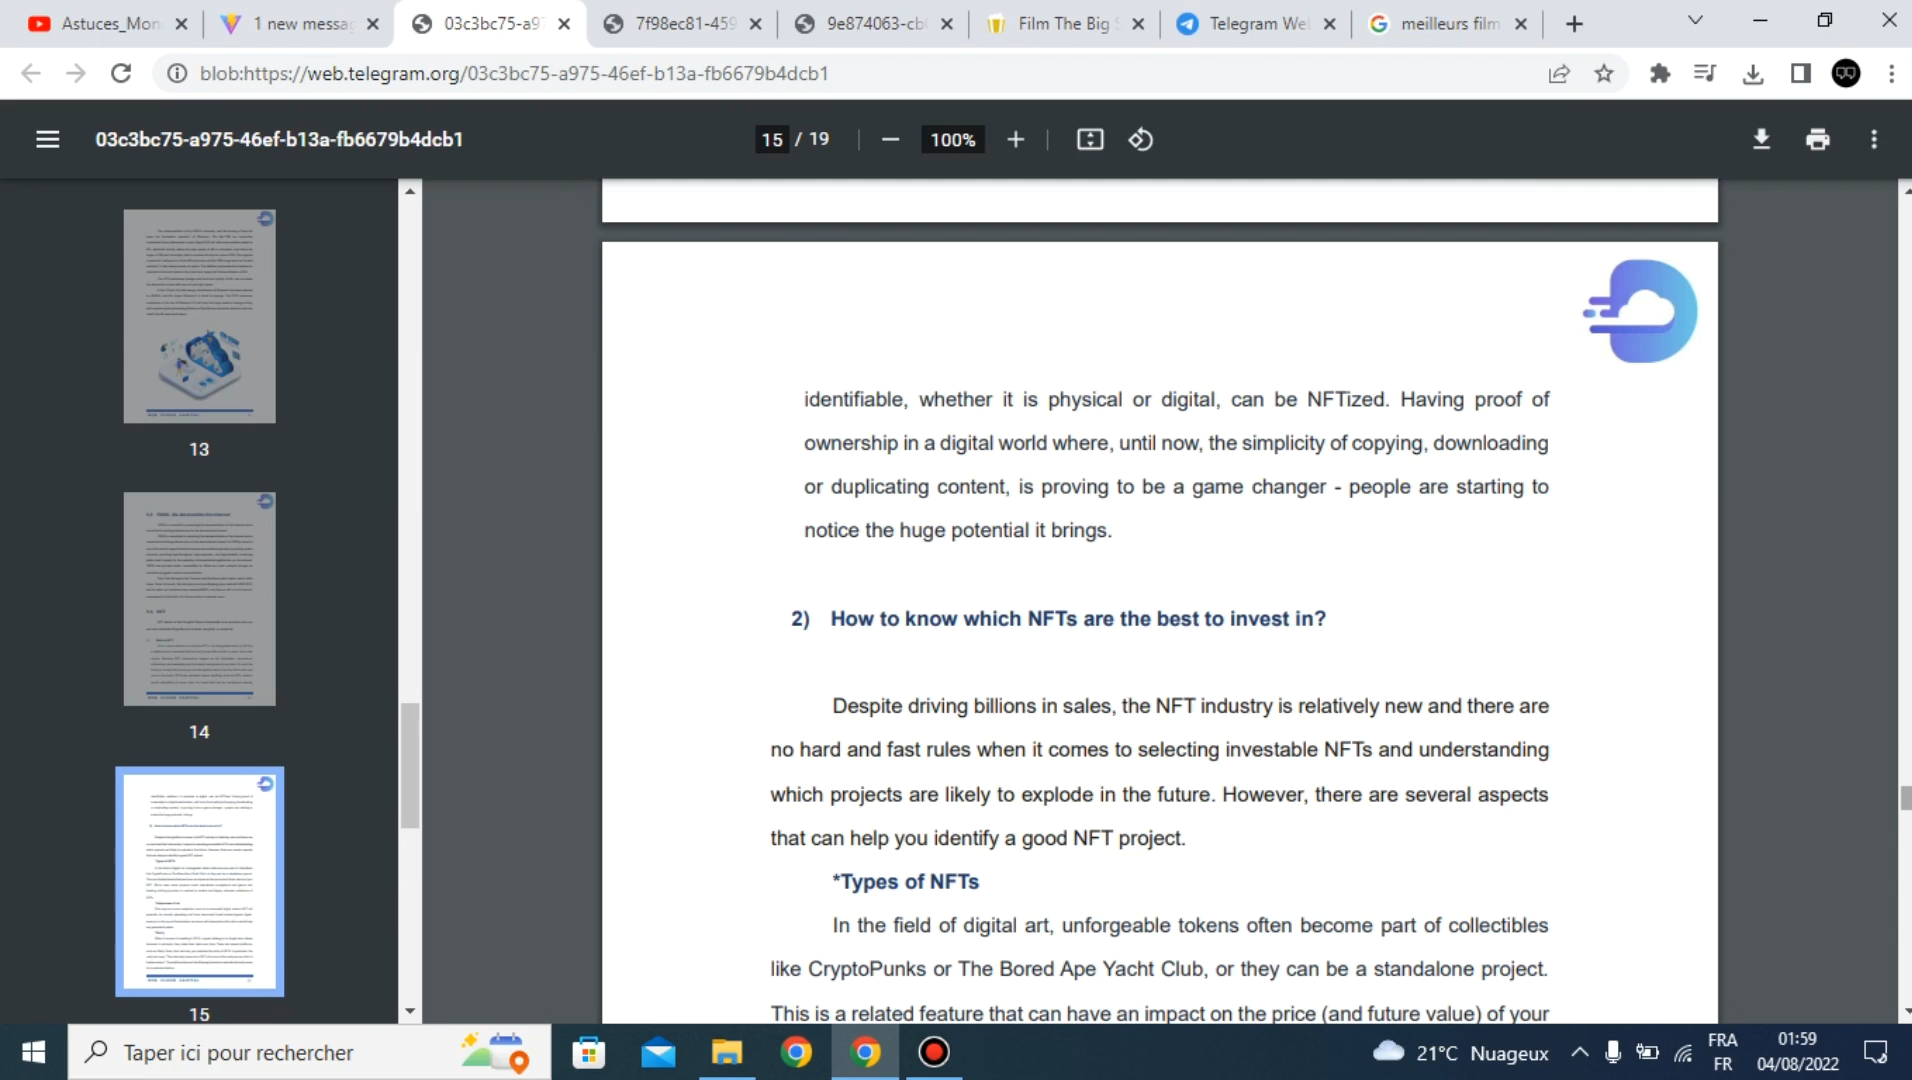 Astuces_Mon
1 new messa
03c3bc75-a9
7f98ec81-459
9e874063-cb
Film The Big
Telegram We
meilleurs film
blob:https://web.telegram.org/03c3bc75-a975-46ef-b13a-fb6679b4dcb1
03c3bc75-a975-46ef-b13a-fb6679b4dcb1
15 / 19
100%
13
14
15
identifiable, whether it is physical or digital, can be NFTized. Having proof of
ownership in a digital world where, until now, the simplicity of copying, downloading
or duplicating content, is proving to be a game changer - people are starting to
notice the huge potential it brings.
2) How to know which NFTs are the best to invest in?
Despite driving billions in sales, the NFT industry is relatively new and there are
no hard and fast rules when it comes to selecting investable NFTs and understanding
which projects are likely to explode in the future. However, there are several aspects
that can help you identify a good NFT project.
*Types of NFTs
In the field of digital art, unforgeable tokens often become part of collectibles
like CryptoPunks or The Bored Ape Yacht Club, or they can be a standalone project.
This is a related feature that can have an impact on the price (and future value) of your
Taper ici pour rechercher
21°C Nuageux
FRA
FR
01:59
04/08/2022